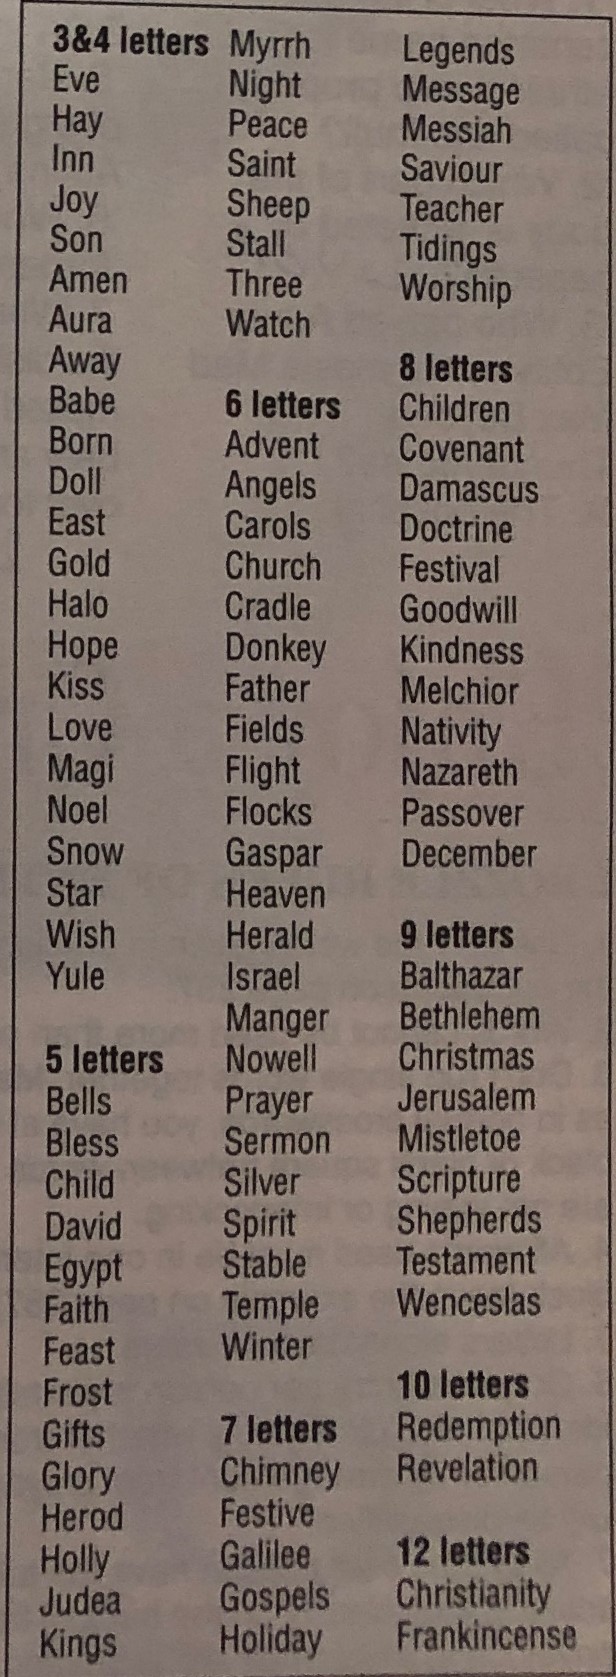 3&4 letters
Eve
Hay
Inn
Joy
Son
Amen
Aura
Away
Babe
Born
Doll
East
Gold
Halo
Hope
Kiss
Love
Magi
Noel
Snow
Star
Wish
Yule
5 letters
Bells
Bless
Child
David
Egypt
Faith
Feast
Frost
Gifts
Glory
Herod
Holly
Judea
Kings
Myrrh
Night
Peace
Saint
Sheep
Stall
Three
Watch
6 letters
Advent
Angels
Carols
Church
Cradle
Donkey
Father
Fields
Flight
Flocks
Gaspar
Heaven
Herald
Israel
Manger
Nowell
Prayer
Sermon
Silver
Spirit
Stable
Temple
Winter
7 letters
Chimney
Festive
Galilee
Gospels
Holiday
Legends
Message
Messiah
Saviour
Teacher
Tidings
Worship
8 letters
Children
Covenant
Damascus
Doctrine
Festival
Goodwill
Kindness
Melchior
Nativity
Nazareth
Passover
December
9 letters
Balthazar
Bethlehem
Christmas
Jerusalem
Mistletoe
Scripture
Shepherds
Testament
Wenceslas
10 letters
Redemption
Revelation
12 letters
Christianity
Frankincense